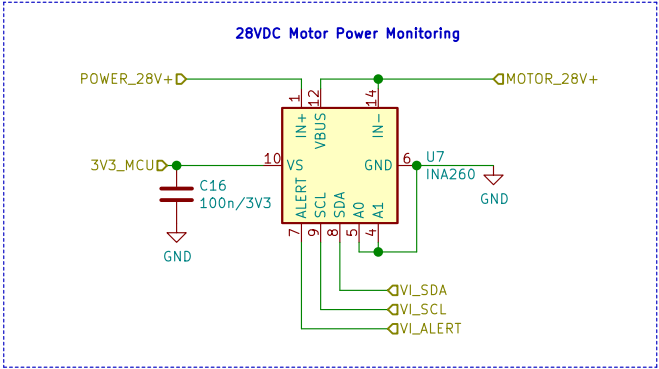 28VDC Motor Power Monitoring
POWER_28V+
MOTOR_28V+
1
12
14
IN+
VBUS
IN-
3V3_MCU
10
VS
GND
6
U7
INA260
C16
100n/3V3
GND
GND
ALERT
SCL
SDA
A0
A1
7
9
8
5
4
VI_SDA
VI_SCL
VI_ALERT